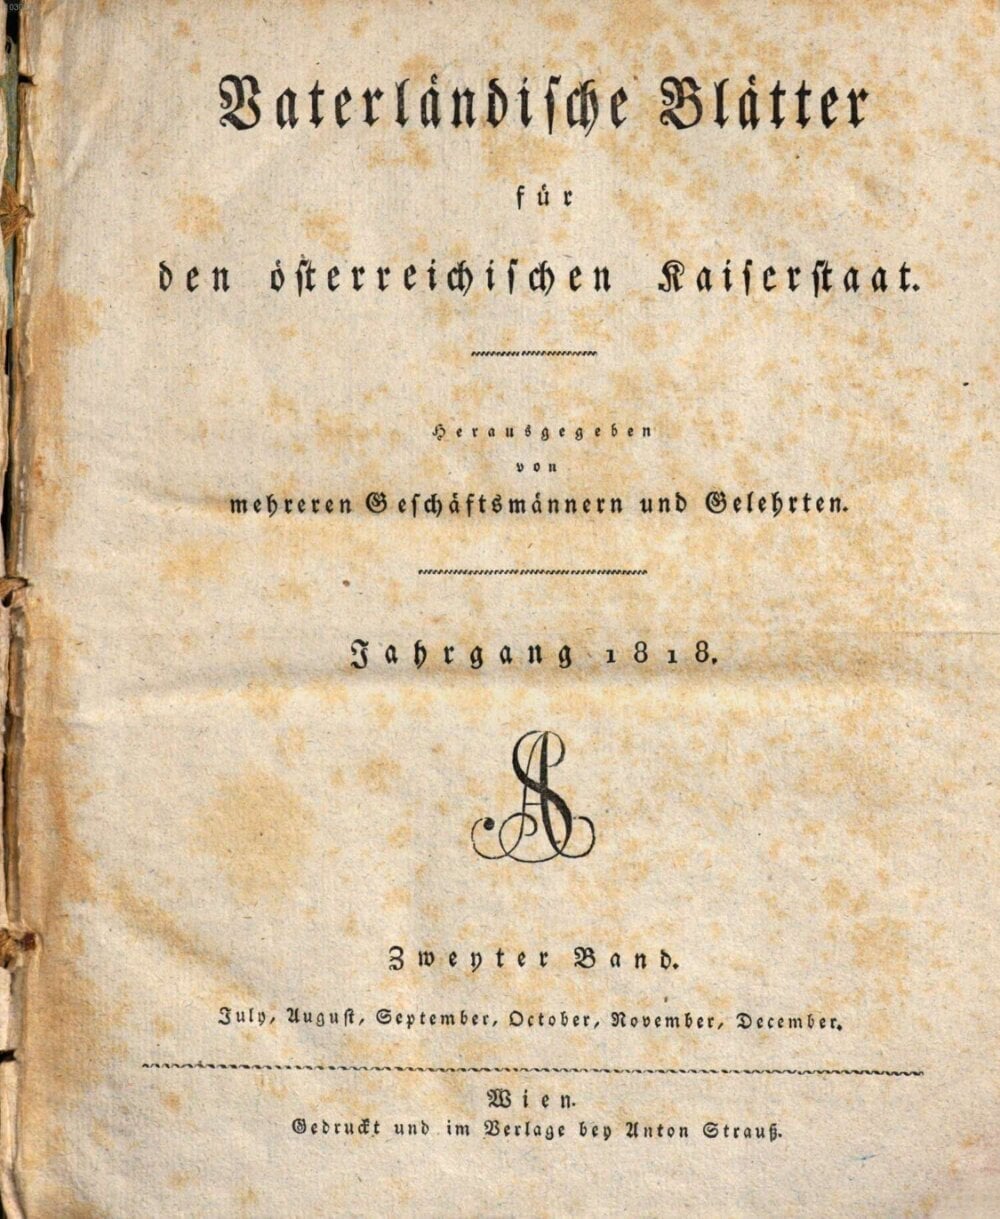 Vaterländische Blätter
für
den österreichischen Kaiserstaat.
Herausgegeben
von
mehreren Geschäftsmännern und Gelehrten.
Jahrgang 1818.
AS
Zweyter Band.
July, August, September, October, November, December.
Wien.
Gedruckt und im Verlage bey Anton Strauß.